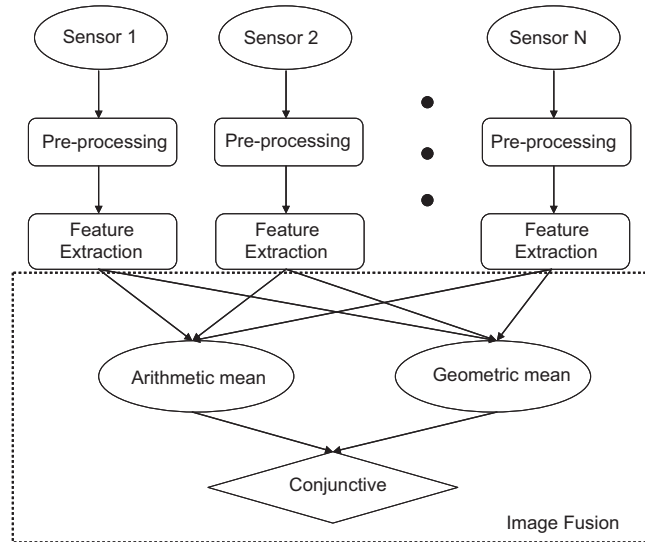 Sensor 1
Sensor 2
Sensor N
Pre-processing
Pre-processing
Pre-processing
Feature
Extraction
Feature
Extraction
Feature
Extraction
Arithmetic mean
Geometric mean
Conjunctive
Image Fusion